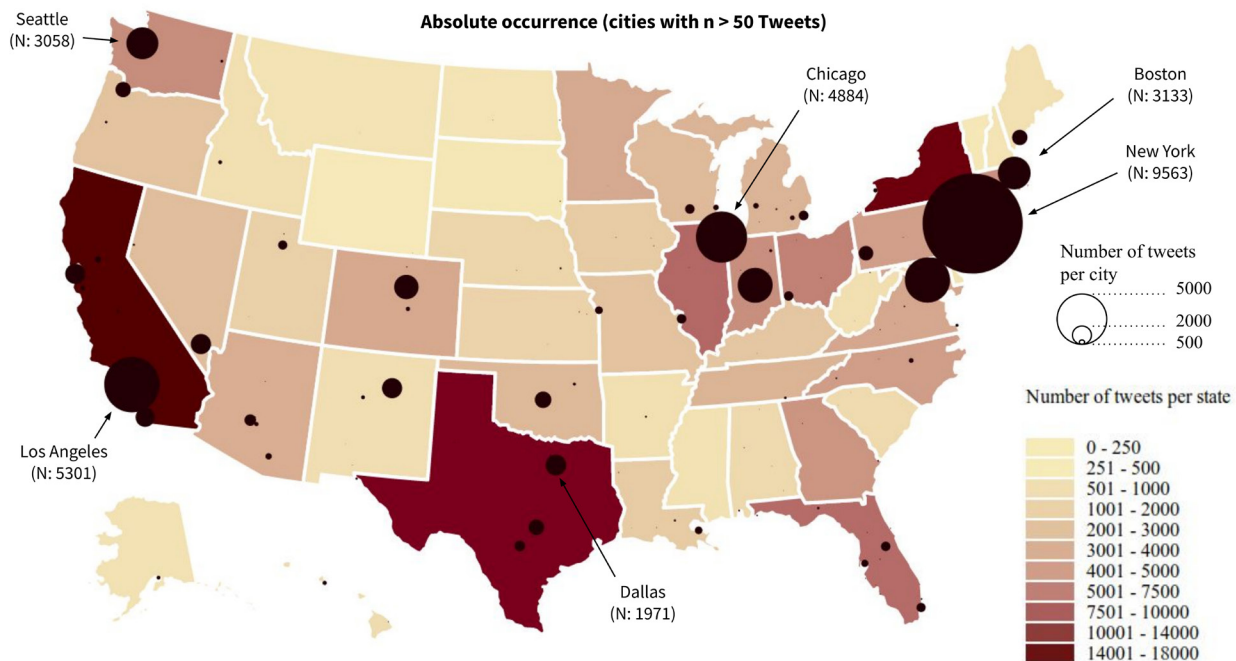 Absolute occurrence (cities with n > 50 Tweets)
Seattle
(N: 3058)
Chicago
(N: 4884)
Boston
(N: 3133)
New York
(N: 9563)
Number of tweets
per city
5000
2000
500
Los Angeles
(N: 5301)
Dallas
(N: 1971)
Number of tweets per state
0 - 250
251 - 500
501 - 1000
1001 - 2000
2001 - 3000
3001 - 4000
4001 - 5000
5001 - 7500
7501 - 10000
10001 - 14000
14001 - 18000